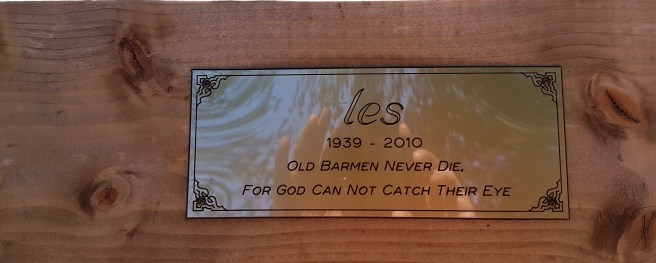 les
1939 - 2010
OLD BARMEN NEVER DIE.
FOR GOD CAN NOT CATCH THEIR EYE